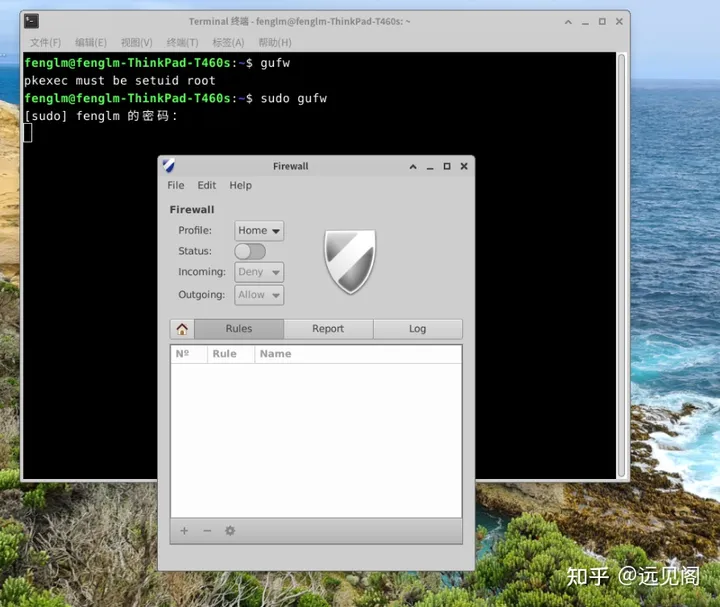 Terminal 终端 - fenglm@fenglm-ThinkPad-T460s: ~
文件(F) 编辑(E) 视图(V) 终端(T) 标签(A) 帮助(H)
fenglm@fenglm-ThinkPad-T460s:~$ gufw
pkexec must be setuid root
fenglm@fenglm-ThinkPad-T460s:~$ sudo gufw
[sudo] fenglm 的密码:
Firewall
File Edit Help
Firewall
Profile: Home
Status:
Incoming: Deny
Outgoing: Allow
Rules Report Log
Nº Rule Name
知乎 @远见阁